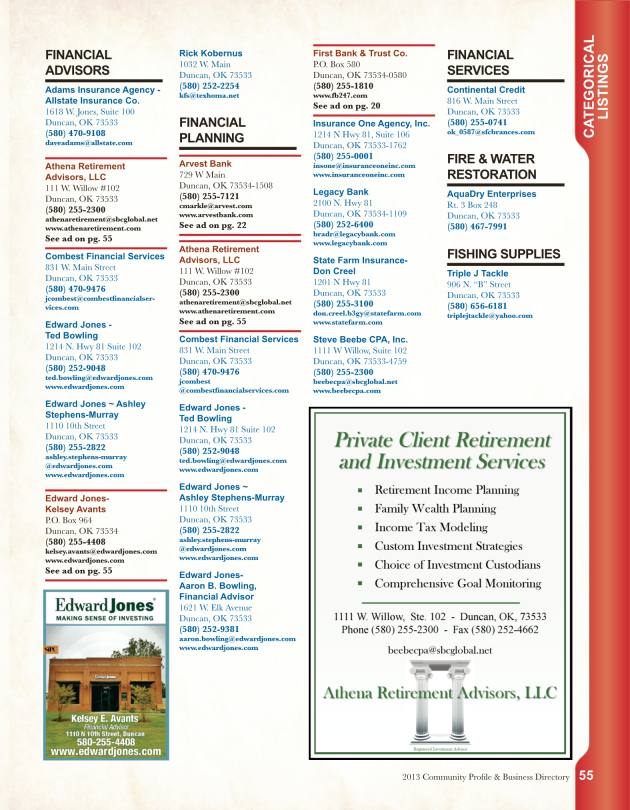 FINANCIAL
ADVISORS
Adams Insurance Agency -
Allstate Insurance Co.
1618 W. Jones, Suite 100
Duncan, OK 73533
(580) 470-9108
daveadams@allstate.com
Athena Retirement
Advisors, LLC
111 W. Willow #102
Duncan, OK 73533
(580) 255-2300
athenaretirement@sbcglobal.net
www.athenaretirement.com
See ad on pg. 55
Combest Financial Services
831 W. Main Street
Duncan, OK 73533
(580) 470-9476
jcombest@combestfinancialser-
vices.com
Edward Jones -
Ted Bowling
1214 N. Hwy 81 Suite 102
Duncan, OK 73533
(580) 252-9048
ted.bowling@edwardjones.com
www.edwardjones.com
Edward Jones ~ Ashley
Stephens-Murray
1110 10th Street
Duncan, OK 73533
(580) 255-2822
ashley.stephens-murray
@edwardjones.com
www.edwardjones.com
Edward Jones-
Kelsey Avants
P.O. Box 964
Duncan, OK 73534
(580) 255-4408
kelsey.avants@edwardjones.com
www.edwardjones.com
See ad on pg. 55
Edward Jones
MAKING SENSE OF INVESTING
Kelsey E. Avants
Financial Advisor
1110 N 10th Street, Duncan
580-255-4408
www.edwardjones.com
Rick Kobernus
1032 W. Main
Duncan, OK 73533
(580) 252-2254
kfs@texhoma.net
FINANCIAL
PLANNING
Arvest Bank
729 W Main
Duncan, OK 73534-1508
(580) 255-7121
cmarkle@arvest.com
www.arvestbank.com
See ad on pg. 22
Athena Retirement
Advisors, LLC
111 W. Willow #102
Duncan, OK 73533
(580) 255-2300
athenaretirement@sbcglobal.net
www.athenaretirement.com
See ad on pg. 55
Combest Financial Services
831 W. Main Street
Duncan, OK 73533
(580) 470-9476
jcombest
@combestfinancialservices.com
Edward Jones -
Ted Bowling
1214 N. Hwy 81 Suite 102
Duncan, OK 73533
(580) 252-9048
ted.bowling@edwardjones.com
www.edwardjones.com
Edward Jones ~
Ashley Stephens-Murray
1110 10th Street
Duncan, OK 73533
(580) 255-2822
ashley.stephens-murray
@edwardjones.com
www.edwardjones.com
Edward Jones-
Aaron B. Bowling,
Financial Advisor
1621 W. Elk Avenue
Duncan, OK 73533
(580) 252-9381
aaron.bowling@edwardjones.com
www.edwardjones.com
First Bank & Trust Co.
P.O. Box 580
Duncan, OK 73534-0580
(580) 255-1810
www.fb247.com
See ad on pg. 20
Insurance One Agency, Inc.
1214 N Hwy 81, Suite 106
Duncan, OK 73533-1762
(580) 255-0001
insone@insuranceoneinc.com
www.insuranceoneinc.com
Legacy Bank
2100 N. Hwy 81
Duncan, OK 73534-1109
(580) 252-6400
bradr@legacybank.com
www.legacybank.com
State Farm Insurance-
Don Creel
1201 N Hwy 81
Duncan, OK 73533
(580) 255-3100
don.creel.b3gy@statefarm.com
www.statefarm.com
Steve Beebe CPA, Inc.
1111 W Willow, Suite 102
Duncan, OK 73533-4759
(580) 255-2300
beebecpa@sbcglobal.net
www.beebecpa.com
FINANCIAL
SERVICES
Continental Credit
816 W. Main Street
Duncan, OK 73533
(580) 255-0741
ok_0587@sfcbrances.com
FIRE & WATER
RESTORATION
AquaDry Enterprises
Rt. 3 Box 248
Duncan, OK 73533
(580) 467-7991
FISHING SUPPLIES
Triple J Tackle
906 N. "B" Street
Duncan, OK 73533
(580) 656-6181
triplejtackle@yahoo.com
Private Client Retirement
and Investment Services
▪ Retirement Income Planning
▪ Family Wealth Planning
▪ Income Tax Modeling
▪ Custom Investment Strategies
▪ Choice of Investment Custodians
▪ Comprehensive Goal Monitoring
1111 W. Willow, Ste. 102 - Duncan, OK, 73533
Phone (580) 255-2300 - Fax (580) 252-4662
beebecpa@sbcglobal.net
Athena Retirement Advisors, LLC
Registered Investment Advisor
CATEGORICAL
LISTINGS
2013 Community Profile & Business Directory 55